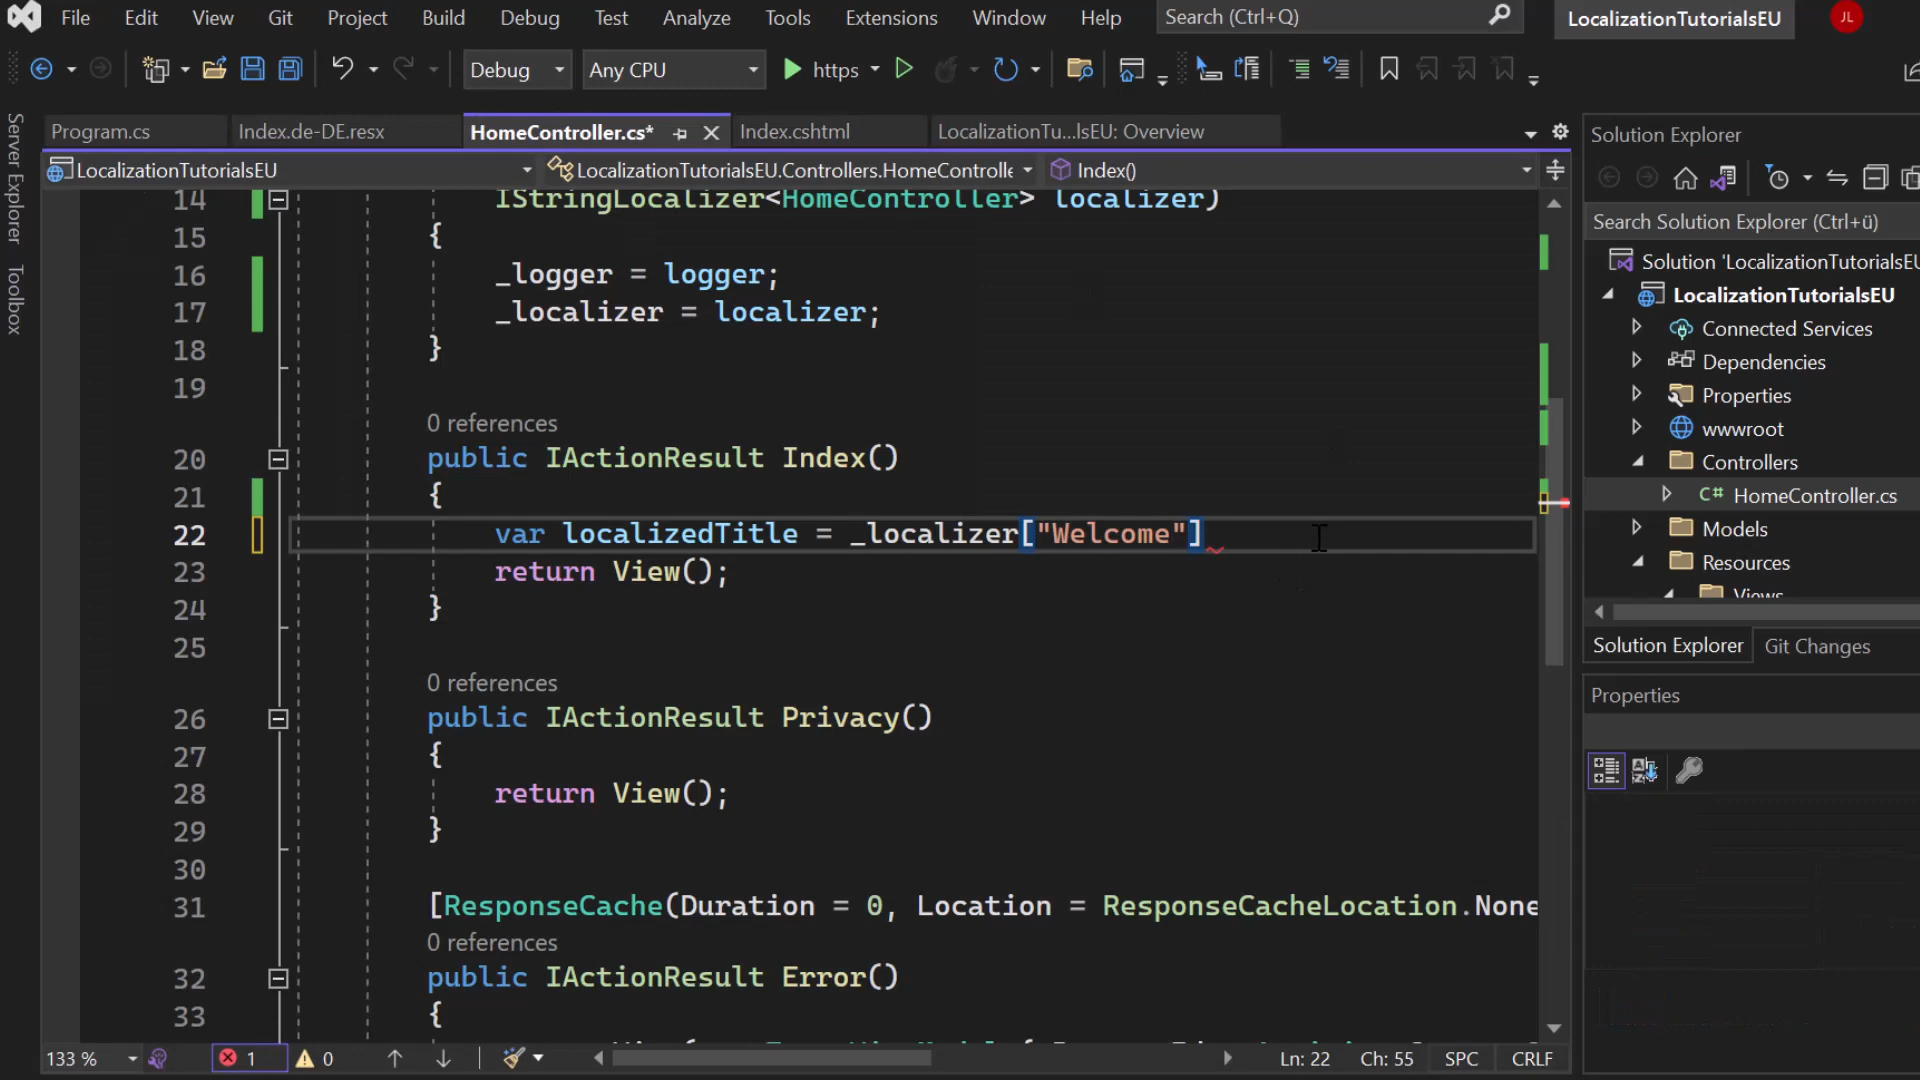 File Edit View Git Project Build Debug Test Analyze Tools Extensions Window Help Search (Ctrl+Q) LocalizationTutorialsEU JL
Debug Any CPU https
Server Explorer
Toolbox
Program.cs Index.de-DE.resx HomeController.cs* Index.cshtml LocalizationTu...lsEU: Overview
LocalizationTutorialsEU LocalizationTutorialsEU.Controllers.HomeControlle Index()
14 IStringLocalizer<HomeController> localizer)
15 {
16 _logger = logger;
17 _localizer = localizer;
18 }
19
0 references
20 public IActionResult Index()
21 {
22 var localizedTitle = _localizer["Welcome"]
23 return View();
24 }
25
0 references
26 public IActionResult Privacy()
27 {
28 return View();
29 }
30
31 [ResponseCache(Duration = 0, Location = ResponseCacheLocation.None
0 references
32 public IActionResult Error()
33 {
133 % 1 0 Ln: 22 Ch: 55 SPC CRLF
Solution Explorer
Search Solution Explorer (Ctrl+ü)
Solution 'LocalizationTutorialsEU
LocalizationTutorialsEU
Connected Services
Dependencies
Properties
wwwroot
Controllers
C# HomeController.cs
Models
Resources
Views
Solution Explorer Git Changes
Properties